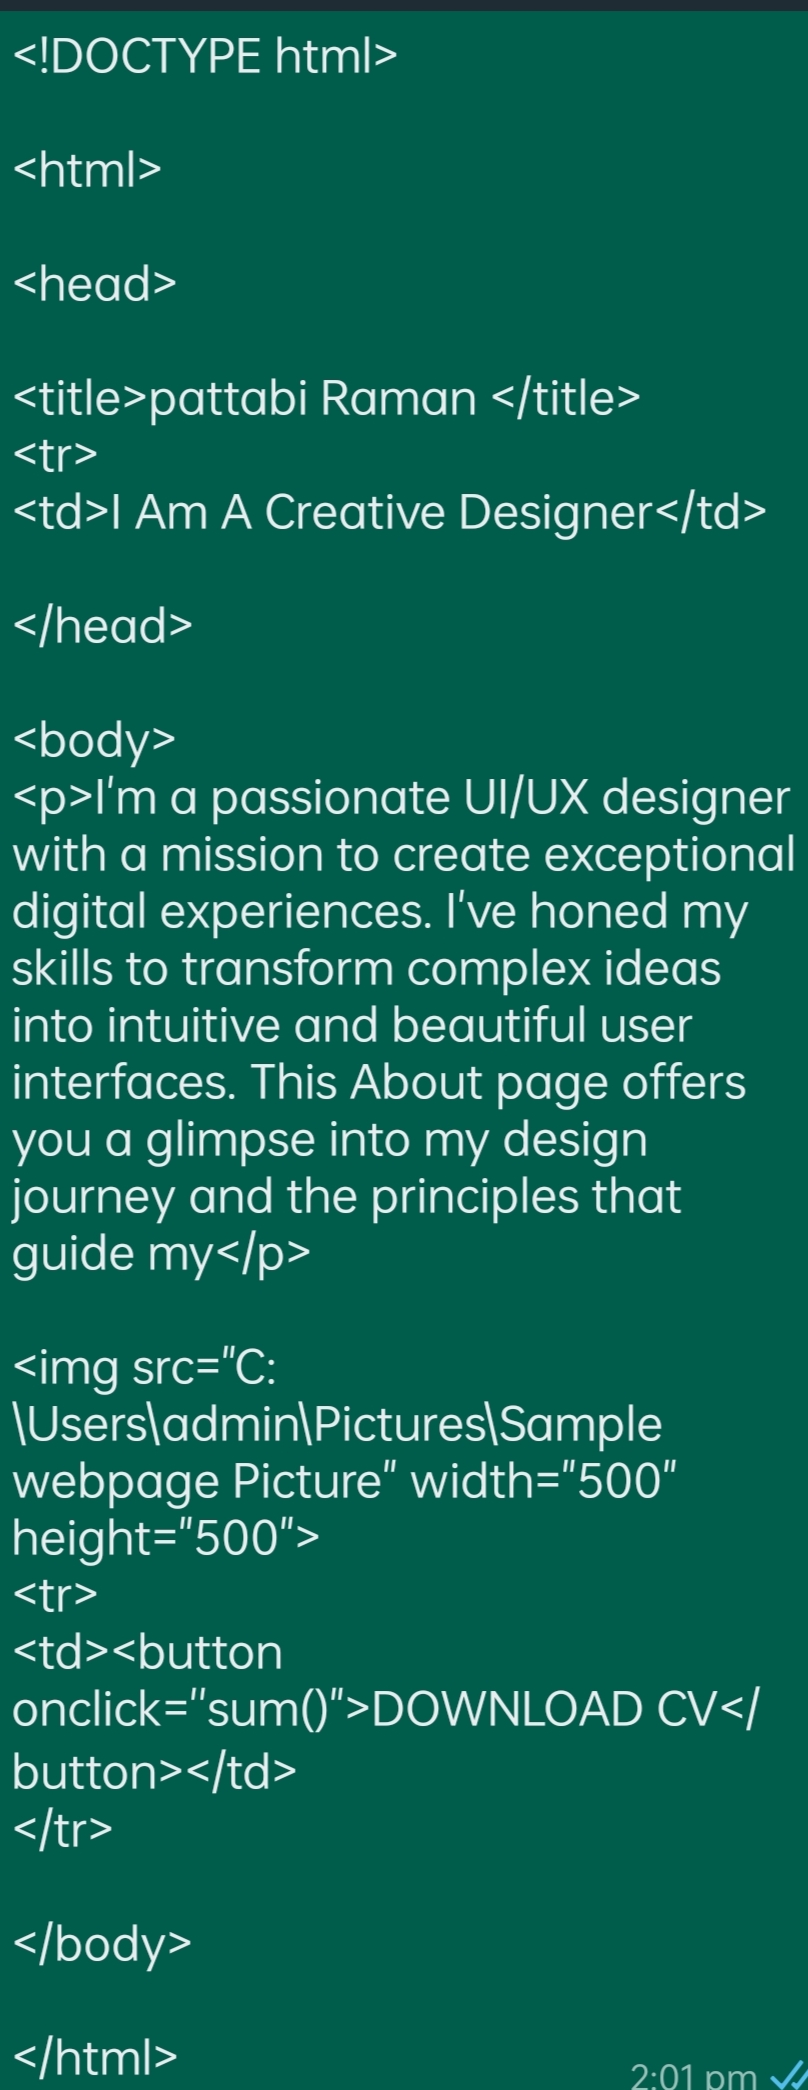 <!DOCTYPE html>
<html>
<head>
<title>pattabi Raman </title>
<tr>
<td>I Am A Creative Designer</td>
</head>
<body>
<p>I'm a passionate UI/UX designer
with a mission to create exceptional
digital experiences. I've honed my
skills to transform complex ideas
into intuitive and beautiful user
interfaces. This About page offers
you a glimpse into my design
journey and the principles that
guide my</p>
<img src="C:
\Users\admin\Pictures\Sample
webpage Picture" width="500"
height="500">
<tr>
<td><button
onclick="sum()">DOWNLOAD CV</
button></td>
</tr>
</body>
</html>
2:01 pm